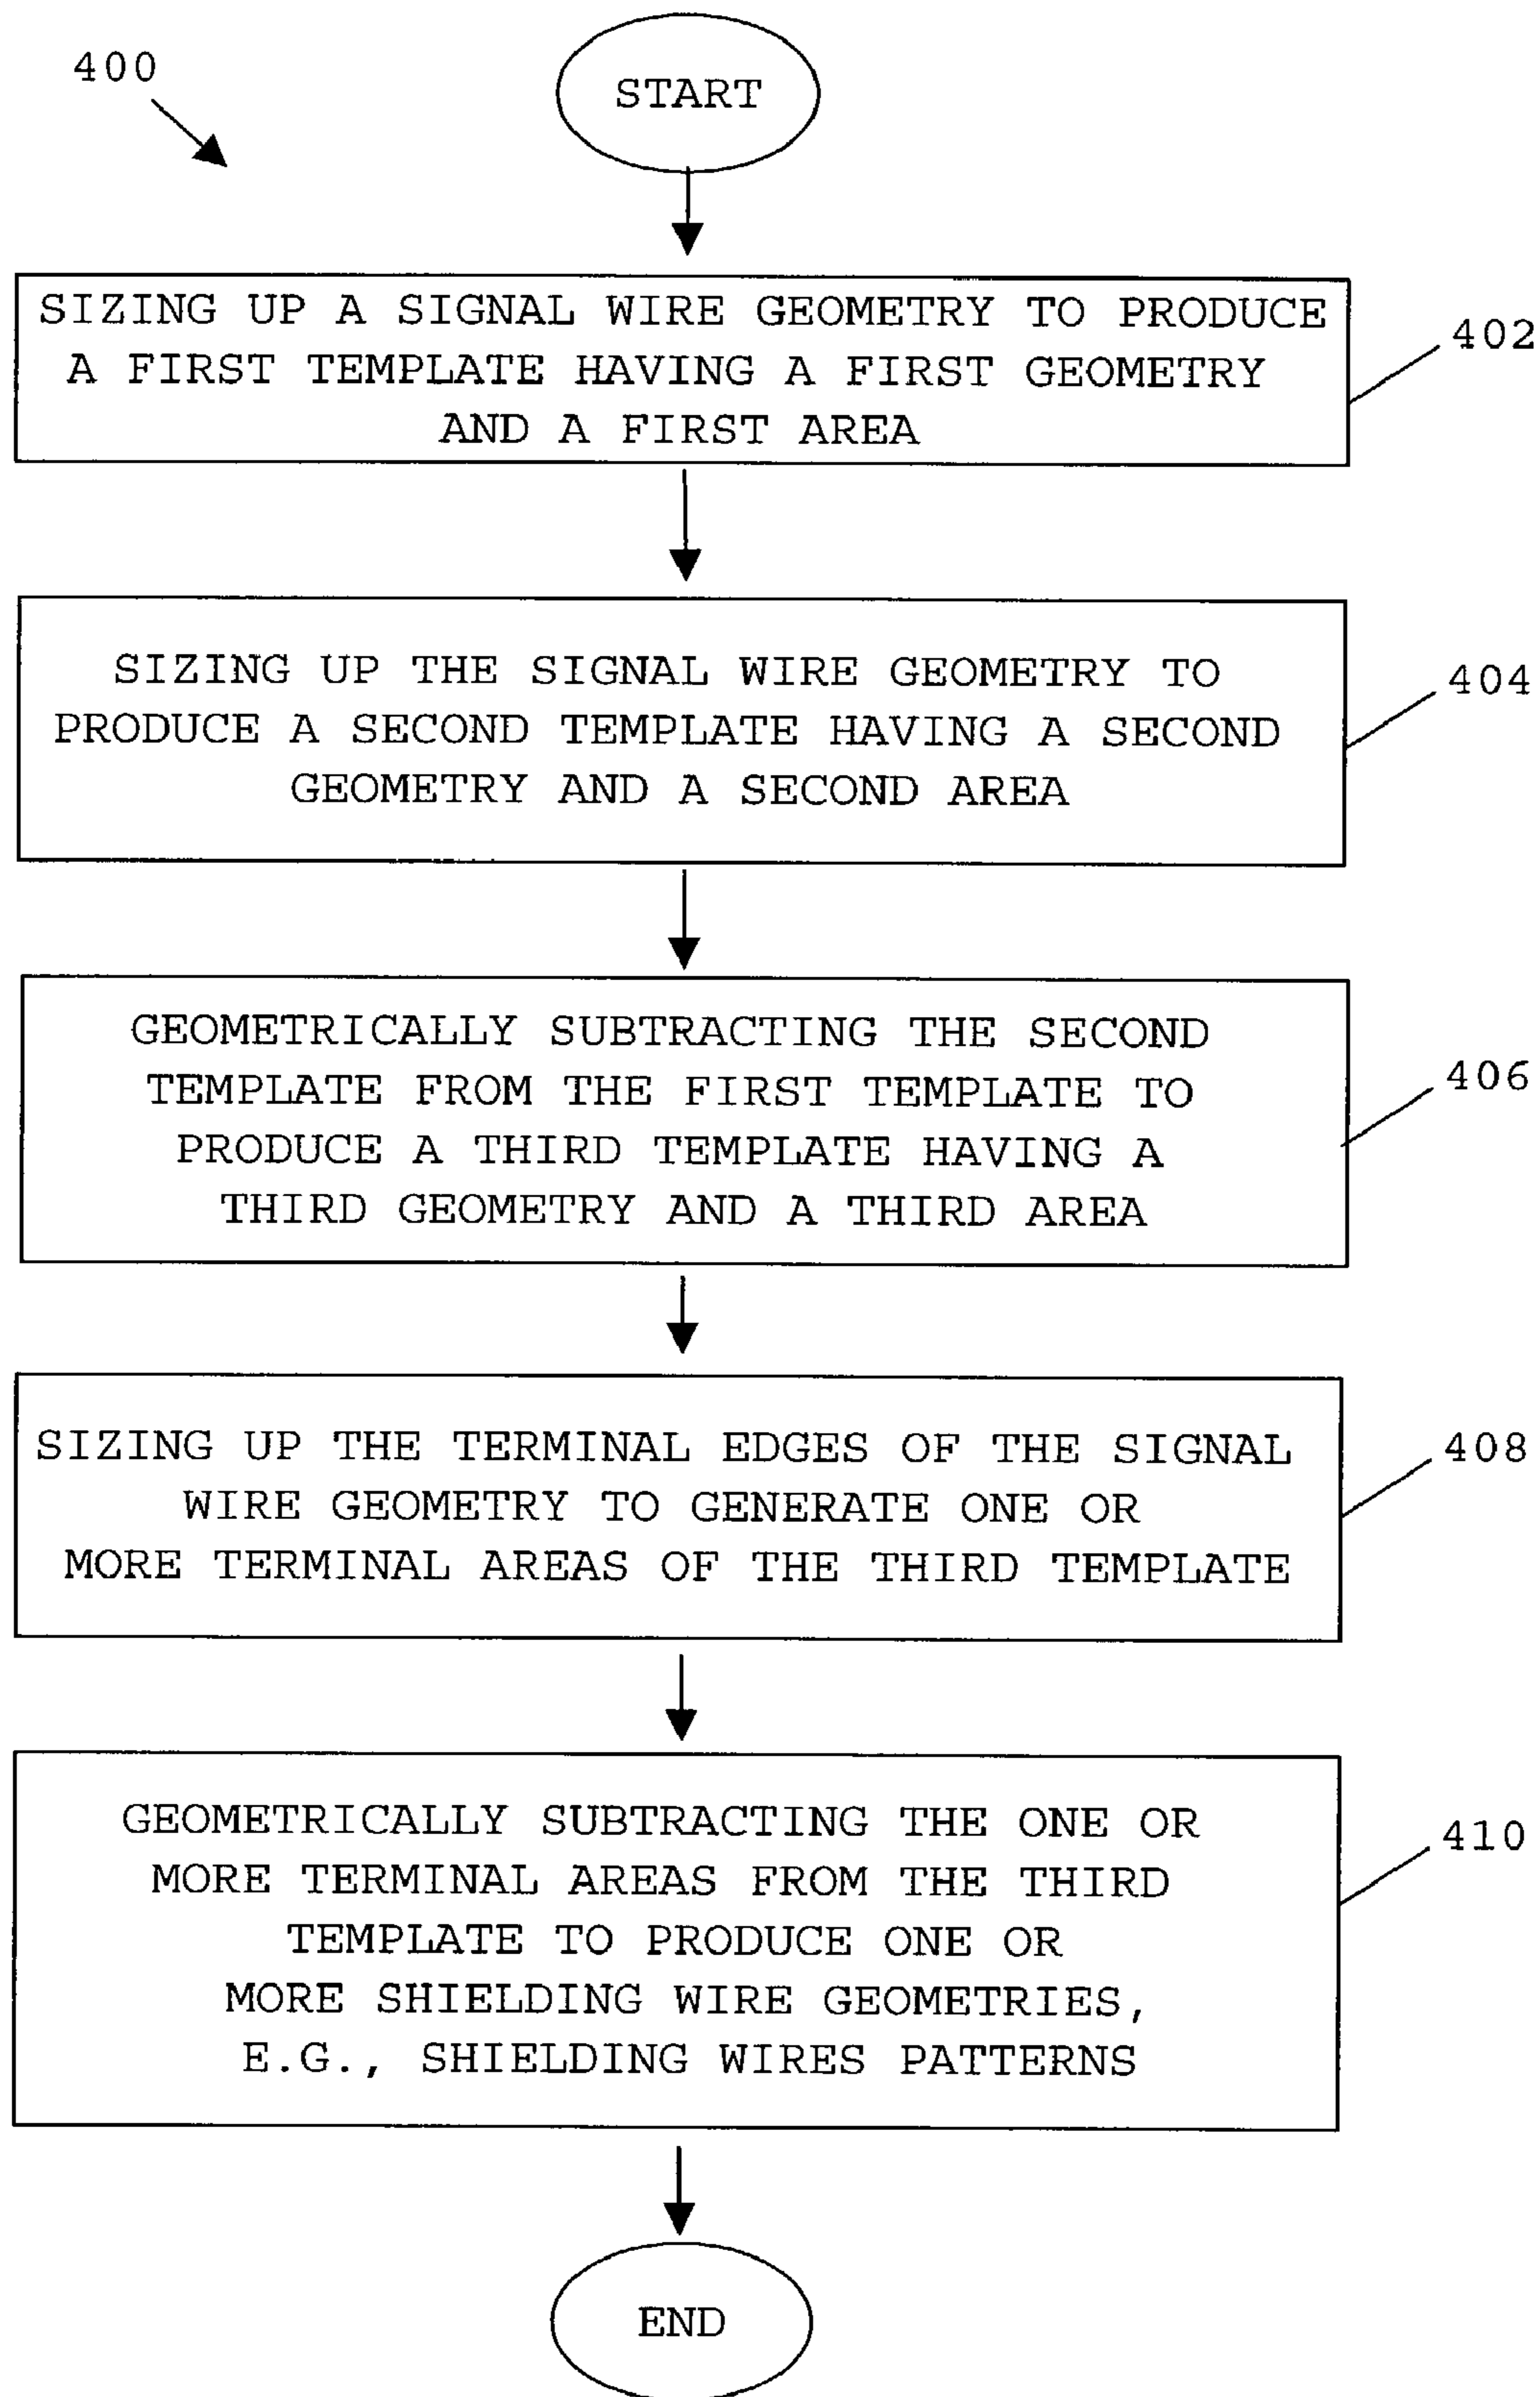 400
START
SIZING UP A SIGNAL WIRE GEOMETRY TO PRODUCE
A FIRST TEMPLATE HAVING A FIRST GEOMETRY
AND A FIRST AREA
402
SIZING UP THE SIGNAL WIRE GEOMETRY TO
PRODUCE A SECOND TEMPLATE HAVING A SECOND
GEOMETRY AND A SECOND AREA
404
GEOMETRICALLY SUBTRACTING THE SECOND
TEMPLATE FROM THE FIRST TEMPLATE TO
PRODUCE A THIRD TEMPLATE HAVING A
THIRD GEOMETRY AND A THIRD AREA
406
SIZING UP THE TERMINAL EDGES OF THE SIGNAL
WIRE GEOMETRY TO GENERATE ONE OR
MORE TERMINAL AREAS OF THE THIRD TEMPLATE
408
GEOMETRICALLY SUBTRACTING THE ONE OR
MORE TERMINAL AREAS FROM THE THIRD
TEMPLATE TO PRODUCE ONE OR
MORE SHIELDING WIRE GEOMETRIES,
E.G., SHIELDING WIRES PATTERNS
410
END